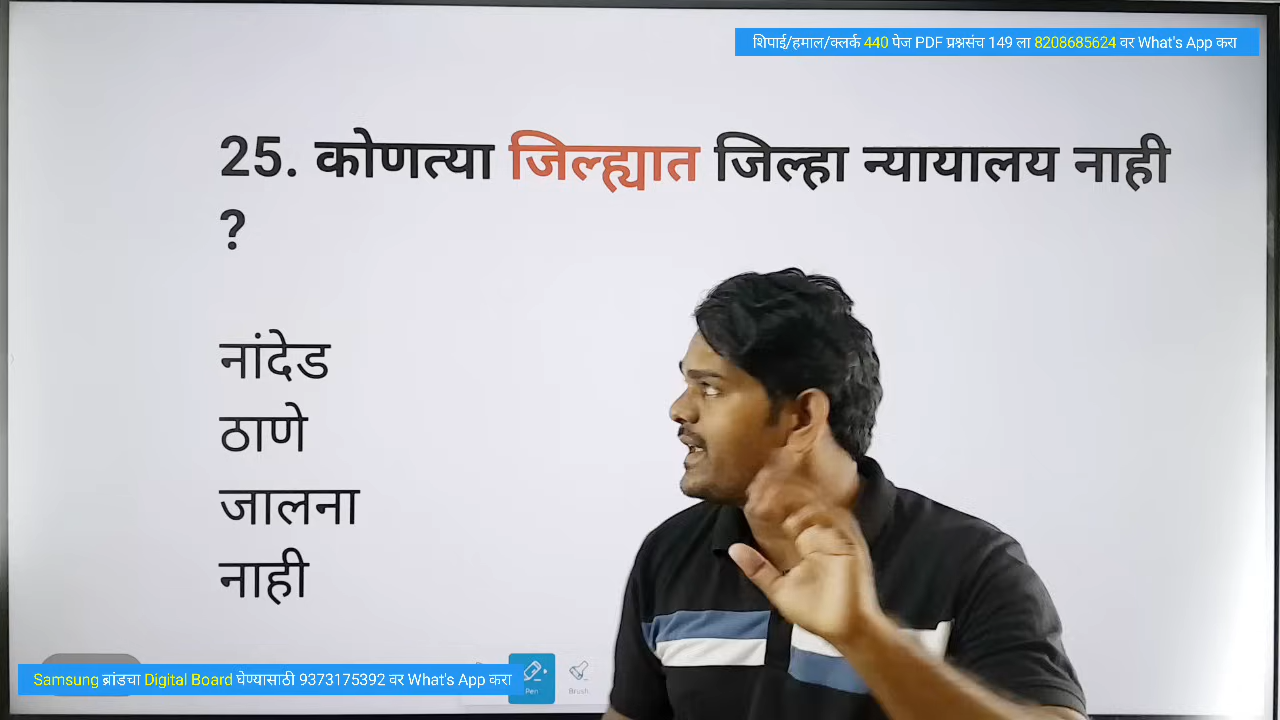 शिपाई/हमाल/क्लर्क 440 पेज PDF प्रश्नसंच 149 ला 8208685624 वर What's App करा
25. कोणत्या जिल्ह्यात जिल्हा न्यायालय नाही
?
नांदेड
ठाणे
जालना
नाही
Samsung ब्रांडचा Digital Board घेण्यासाठी 9373175392 वर What's App करा
Pen
Brush